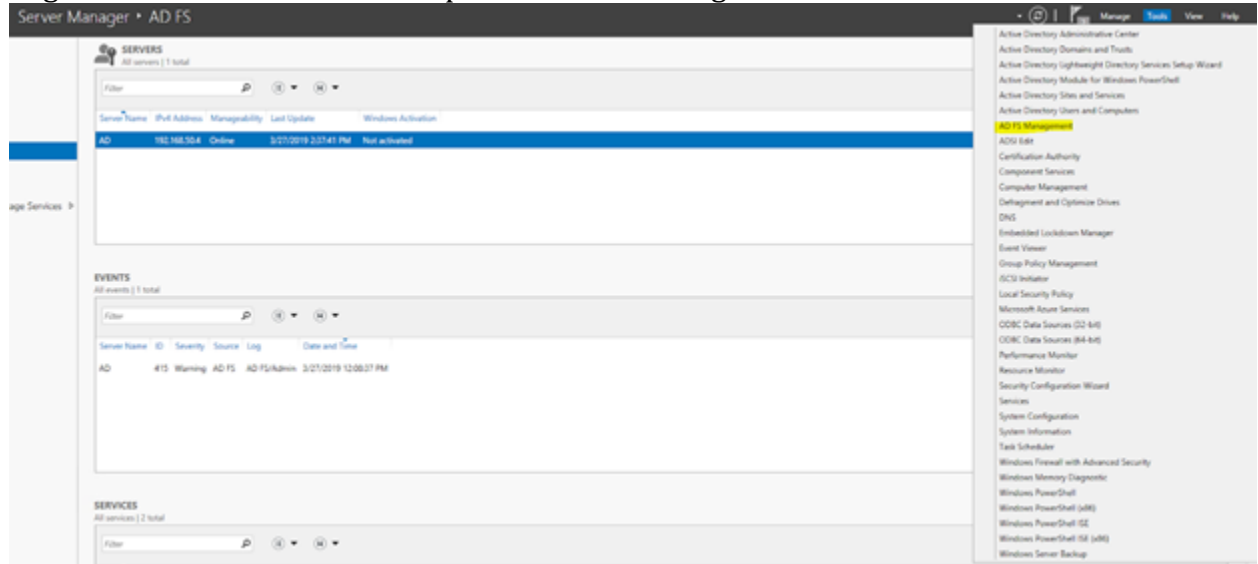 Server Manager • AD FS
Manage Tools View Help
SERVERS
All servers | 1 total
Filter
Server Name IPv4 Address Manageability Last Update Windows Activation
AD 192.168.50.4 Online 3/27/2019 2:37:41 PM Not activated
age Services
EVENTS
All events | 1 total
Filter
Server Name ID Severity Source Log Date and Time
AD 415 Warning AD FS AD FS/Admin 3/27/2019 12:08:37 PM
SERVICES
All services | 2 total
Filter
Active Directory Administrative Center
Active Directory Domains and Trusts
Active Directory Lightweight Directory Services Setup Wizard
Active Directory Module for Windows PowerShell
Active Directory Sites and Services
Active Directory Users and Computers
AD FS Management
ADSI Edit
Certification Authority
Component Services
Computer Management
Defragment and Optimize Drives
DNS
Embedded Lockdown Manager
Event Viewer
Group Policy Management
iSCSI Initiator
Local Security Policy
Microsoft Azure Services
ODBC Data Sources (32-bit)
ODBC Data Sources (64-bit)
Performance Monitor
Resource Monitor
Security Configuration Wizard
Services
System Configuration
System Information
Task Scheduler
Windows Firewall with Advanced Security
Windows Memory Diagnostic
Windows PowerShell
Windows PowerShell (x86)
Windows PowerShell ISE
Windows PowerShell ISE (x86)
Windows Server Backup